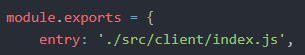 module.exports = {
    entry: './src/client/index.js',